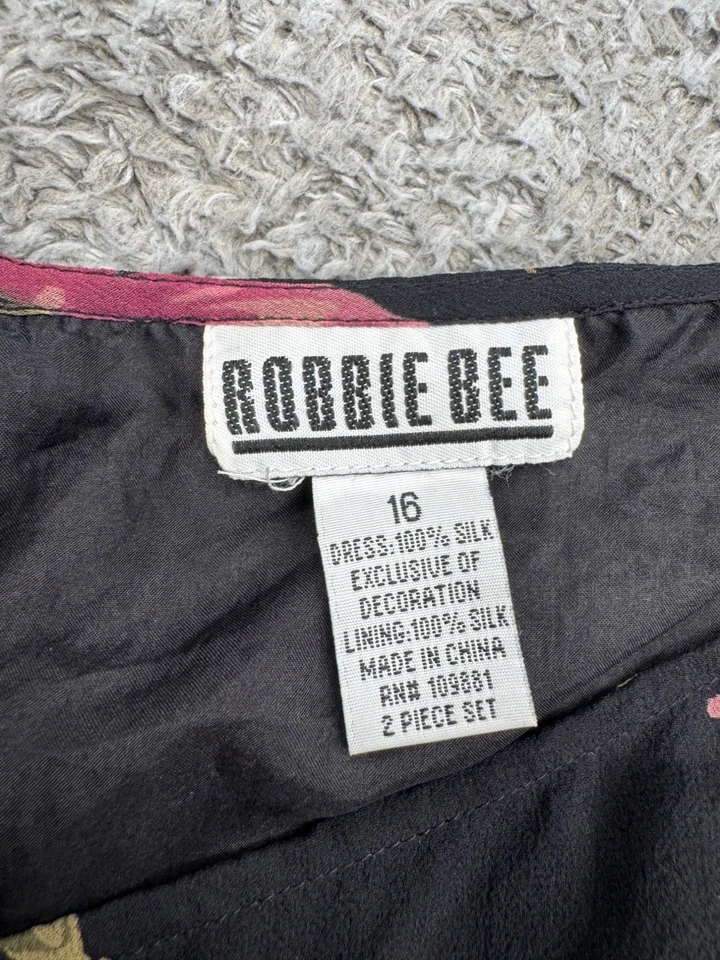 ROBBIE BEE
16
DRESS:100% SILK
EXCLUSIVE OF
DECORATION
LINING:100% SILK
MADE IN CHINA
RN# 109881
2 PIECE SET